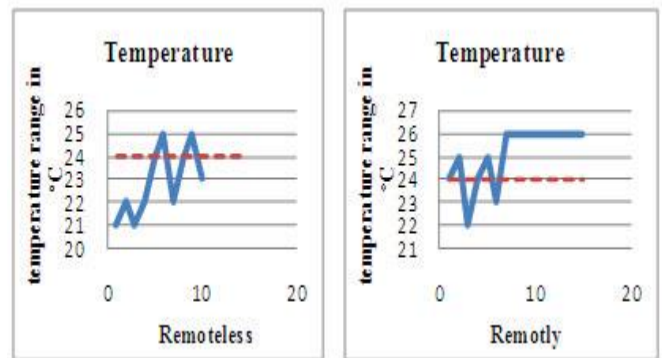 Temperature
temperature range in
°C
26
25
24
23
22
21
20
0 10 20
Remoteless
Temperature
temperature range in
°C
27
26
25
24
23
22
21
0 10 20
Remotly